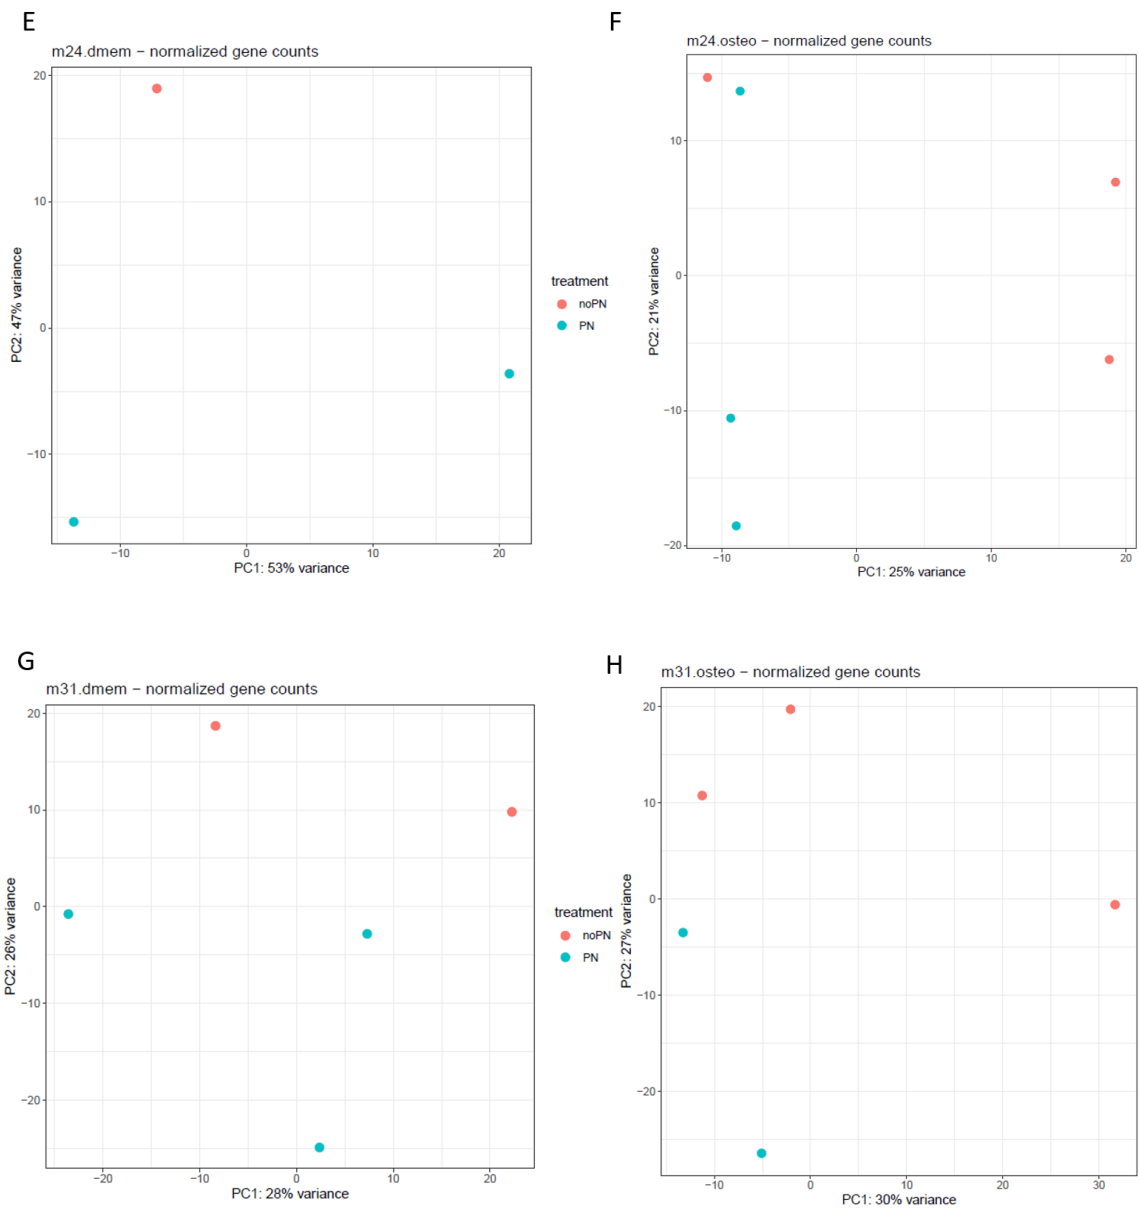 E
m24.dmem − normalized gene counts
20
10
0
−10
−10
0
10
20
PC2: 47% variance
PC1: 53% variance
treatment
noPN
PN
F
m24.osteo − normalized gene counts
10
0
−10
−20
−10
0
10
20
PC2: 21% variance
PC1: 25% variance
G
m31.dmem − normalized gene counts
20
10
0
−10
−20
−20
−10
0
10
20
PC2: 26% variance
PC1: 28% variance
treatment
noPN
PN
H
m31.osteo − normalized gene counts
20
10
0
−10
−20
−10
0
10
20
30
PC2: 27% variance
PC1: 30% variance